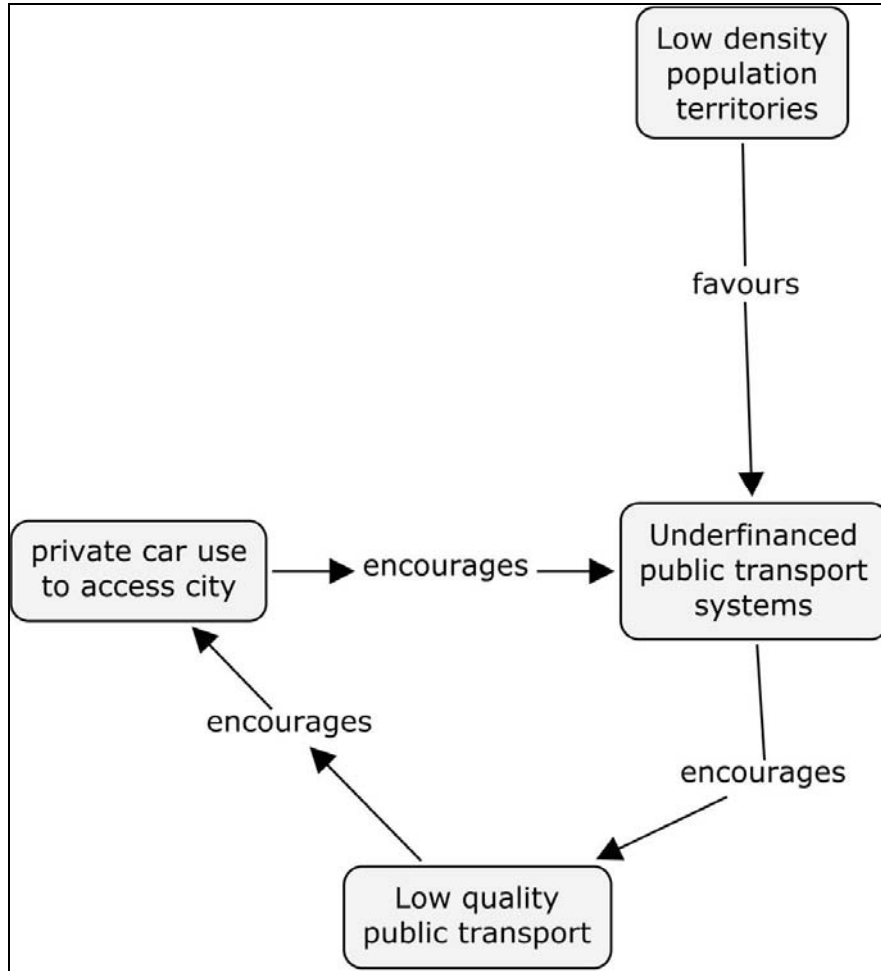 Low density
population
territories
favours
private car use
to access city
encourages
Underfinanced
public transport
systems
encourages
encourages
Low quality
public transport